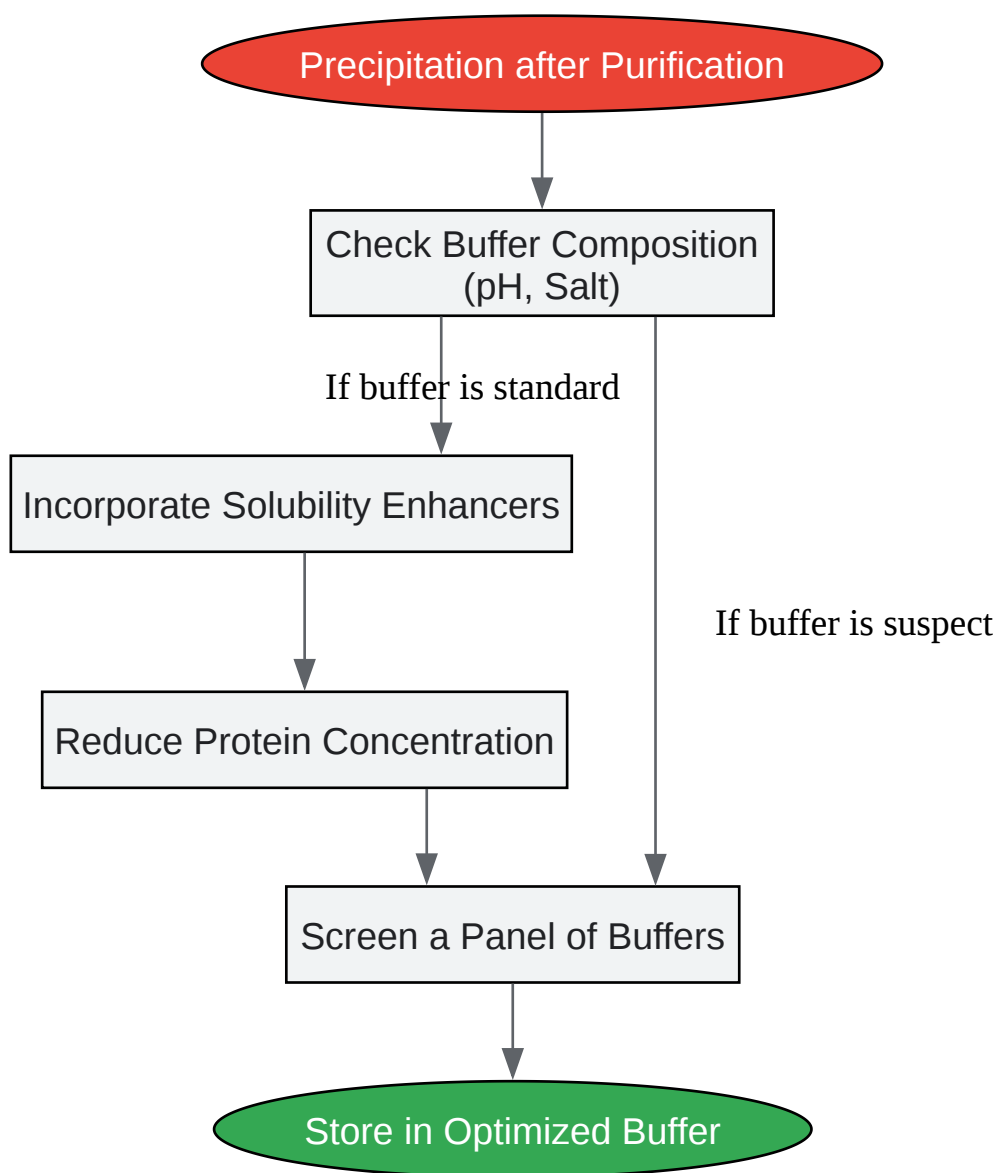 Precipitation after Purification
Check Buffer Composition
(pH, Salt)
If buffer is standard
Incorporate Solubility Enhancers
If buffer is suspect
Reduce Protein Concentration
Screen a Panel of Buffers
Store in Optimized Buffer